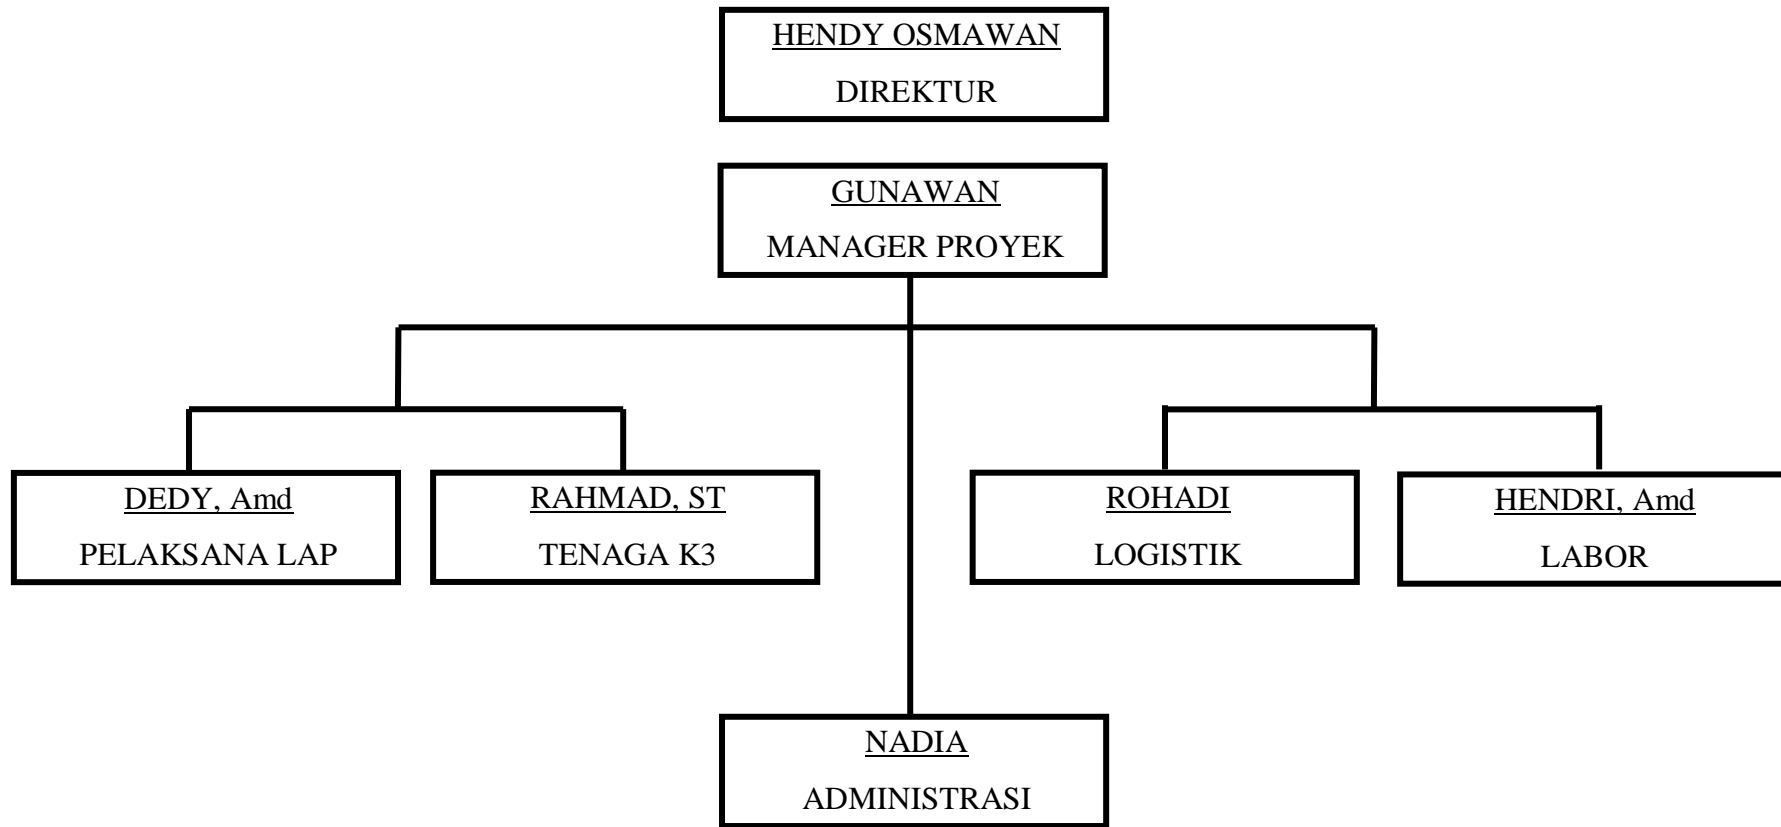 HENDY OSMAWAN
DIREKTUR
GUNAWAN
MANAGER PROYEK
DEDY, Amd
PELAKSANA LAP
RAHMAD, ST
TENAGA K3
ROHADI
LOGISTIK
HENDRI, Amd
LABOR
NADIA
ADMINISTRASI